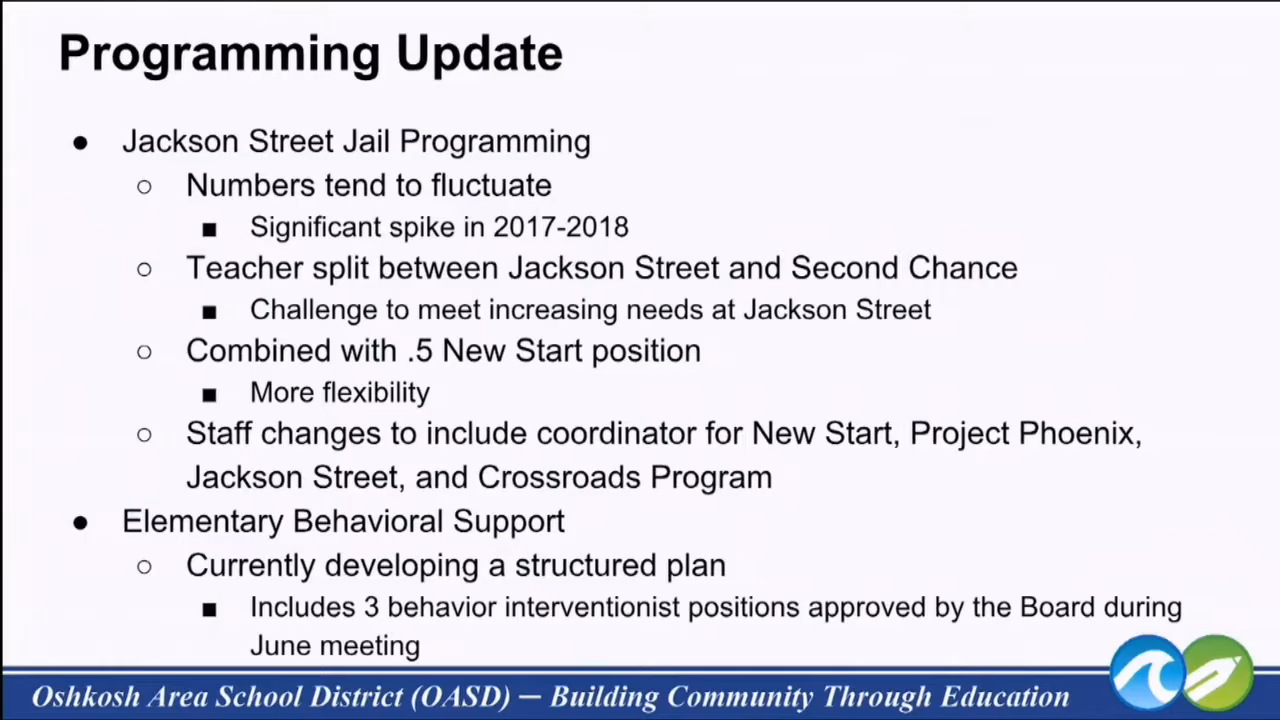 Programming Update
● Jackson Street Jail Programming
○ Numbers tend to fluctuate
■ Significant spike in 2017-2018
○ Teacher split between Jackson Street and Second Chance
■ Challenge to meet increasing needs at Jackson Street
○ Combined with .5 New Start position
■ More flexibility
○ Staff changes to include coordinator for New Start, Project Phoenix,
Jackson Street, and Crossroads Program
● Elementary Behavioral Support
○ Currently developing a structured plan
■ Includes 3 behavior interventionist positions approved by the Board during
June meeting
Oshkosh Area School District (OASD) — Building Community Through Education